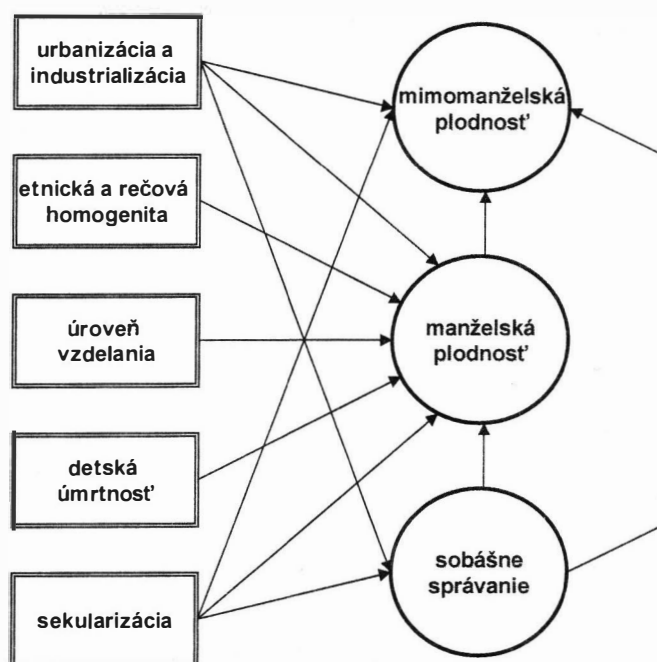 urbanizácia a
industrializácia
etnická a rečová
homogenita
úroveň
vzdelania
detská
úmrtnosť
sekularizácia
mimomanželská
plodnosť
manželská
plodnosť
sobášne
správanie